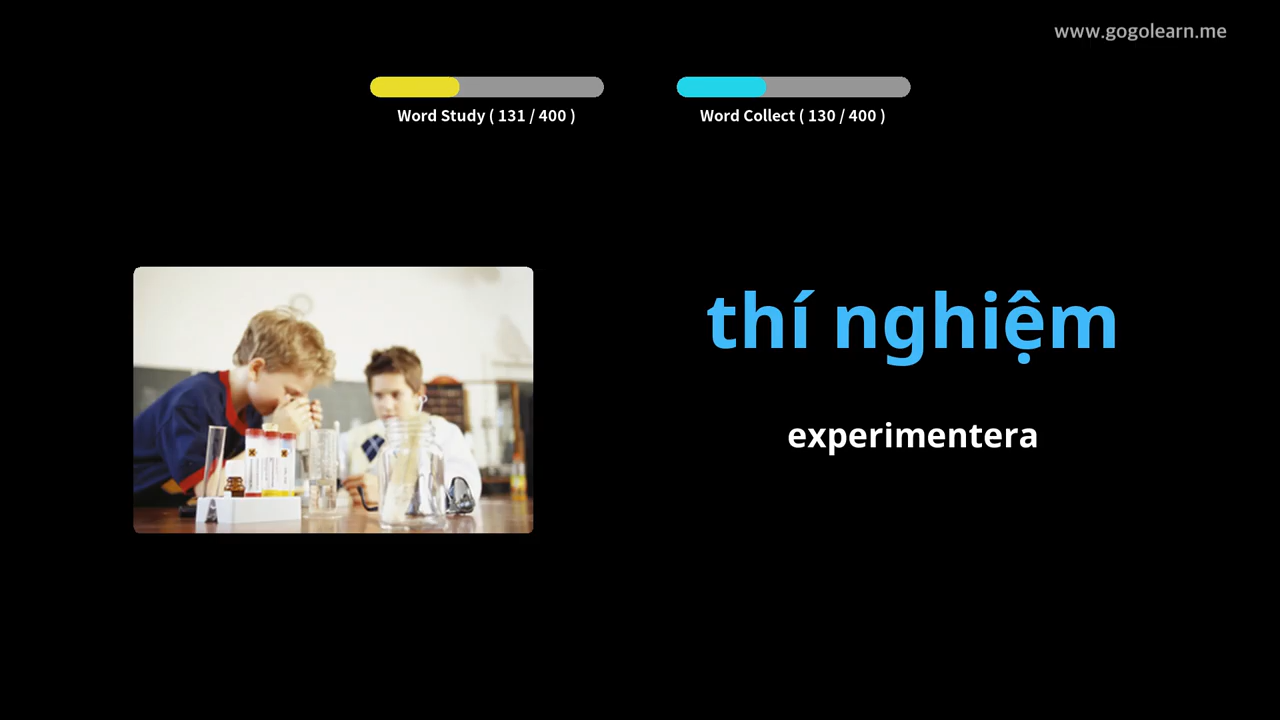 www.gogolearn.me
Word Study ( 131 / 400 )
Word Collect ( 130 / 400 )
thí nghiệm
experimentera